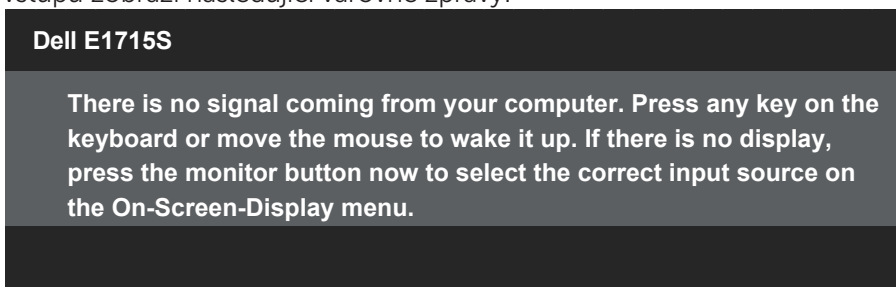 Dell E1715S
There is no signal coming from your computer. Press any key on the
keyboard or move the mouse to wake it up. If there is no display,
press the monitor button now to select the correct input source on
the On-Screen-Display menu.